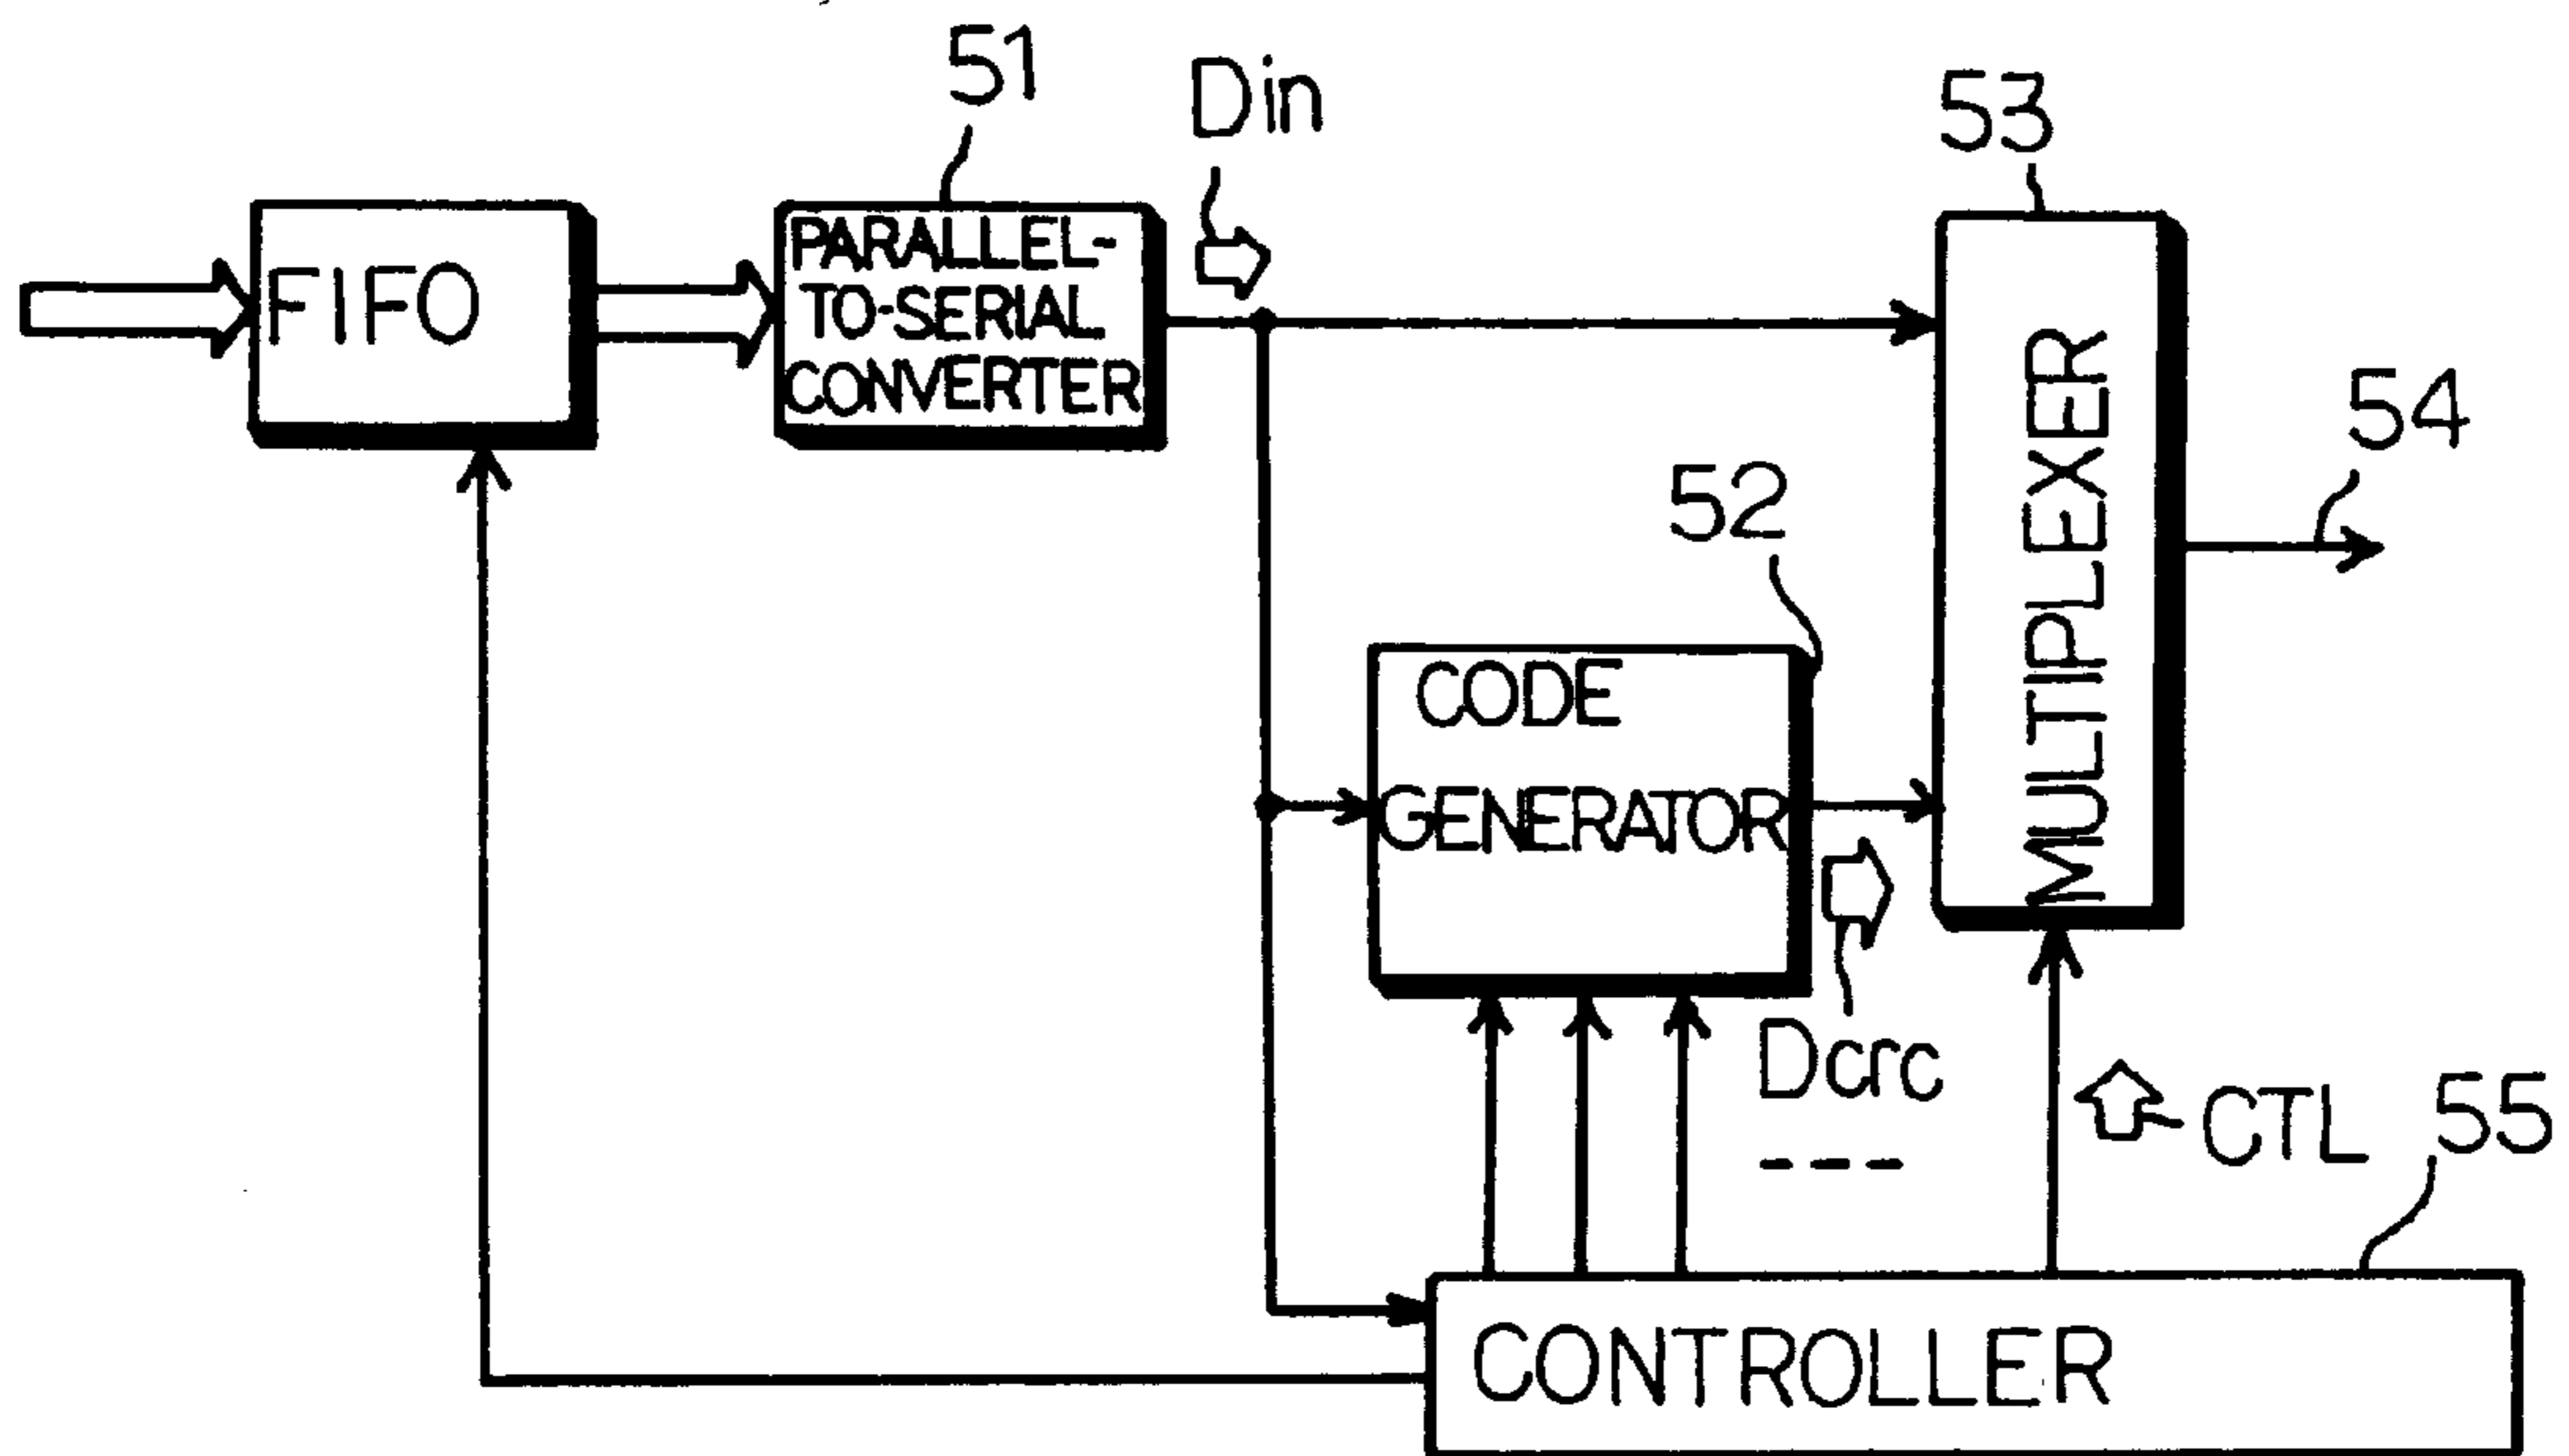 51
Din
53
FIFO
PARALLEL-
TO-SERIAL
CONVERTER
MULTIPLEXER
54
52
CODE
GENERATOR
Dcrc
CTL
55
CONTROLLER